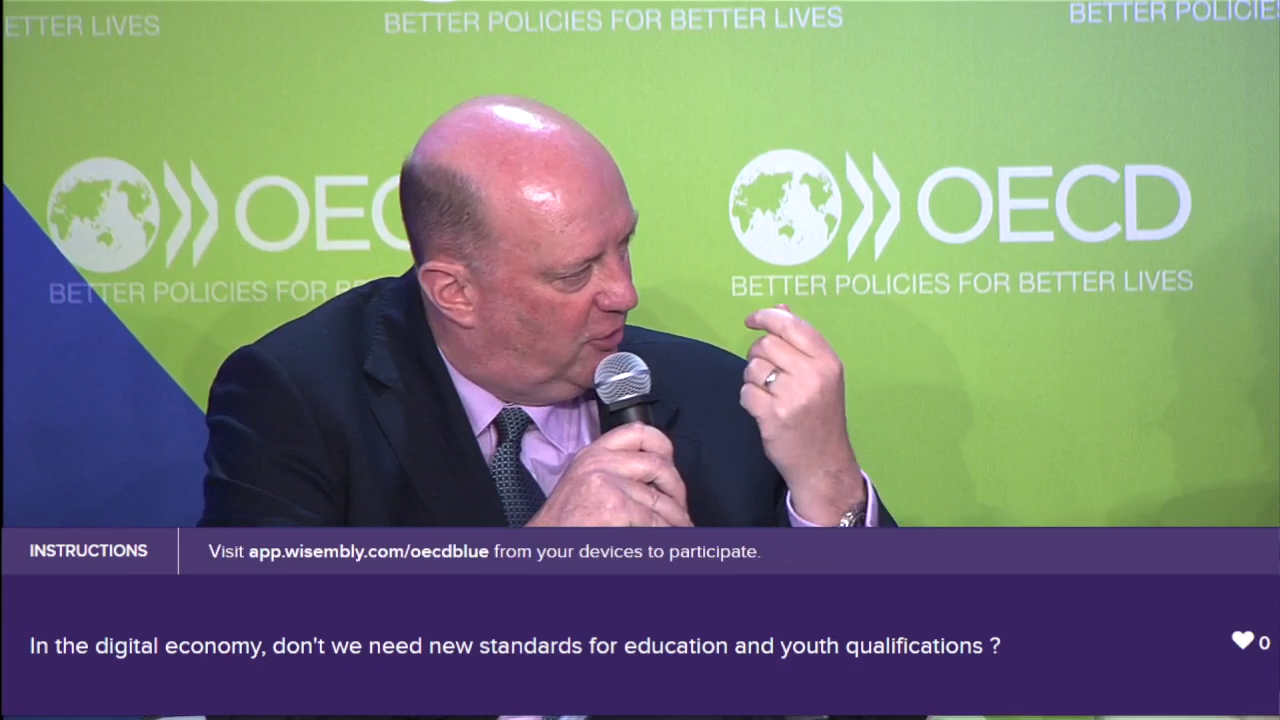 ETTER LIVES
BETTER POLICIES FOR BETTER LIVES
BETTER POLICIE
OEC
BETTER POLICIES FOR BE
OECD
BETTER POLICIES FOR BETTER LIVES
INSTRUCTIONS
Visit app.wisembly.com/oecdblue from your devices to participate.
In the digital economy, don't we need new standards for education and youth qualifications ?
0